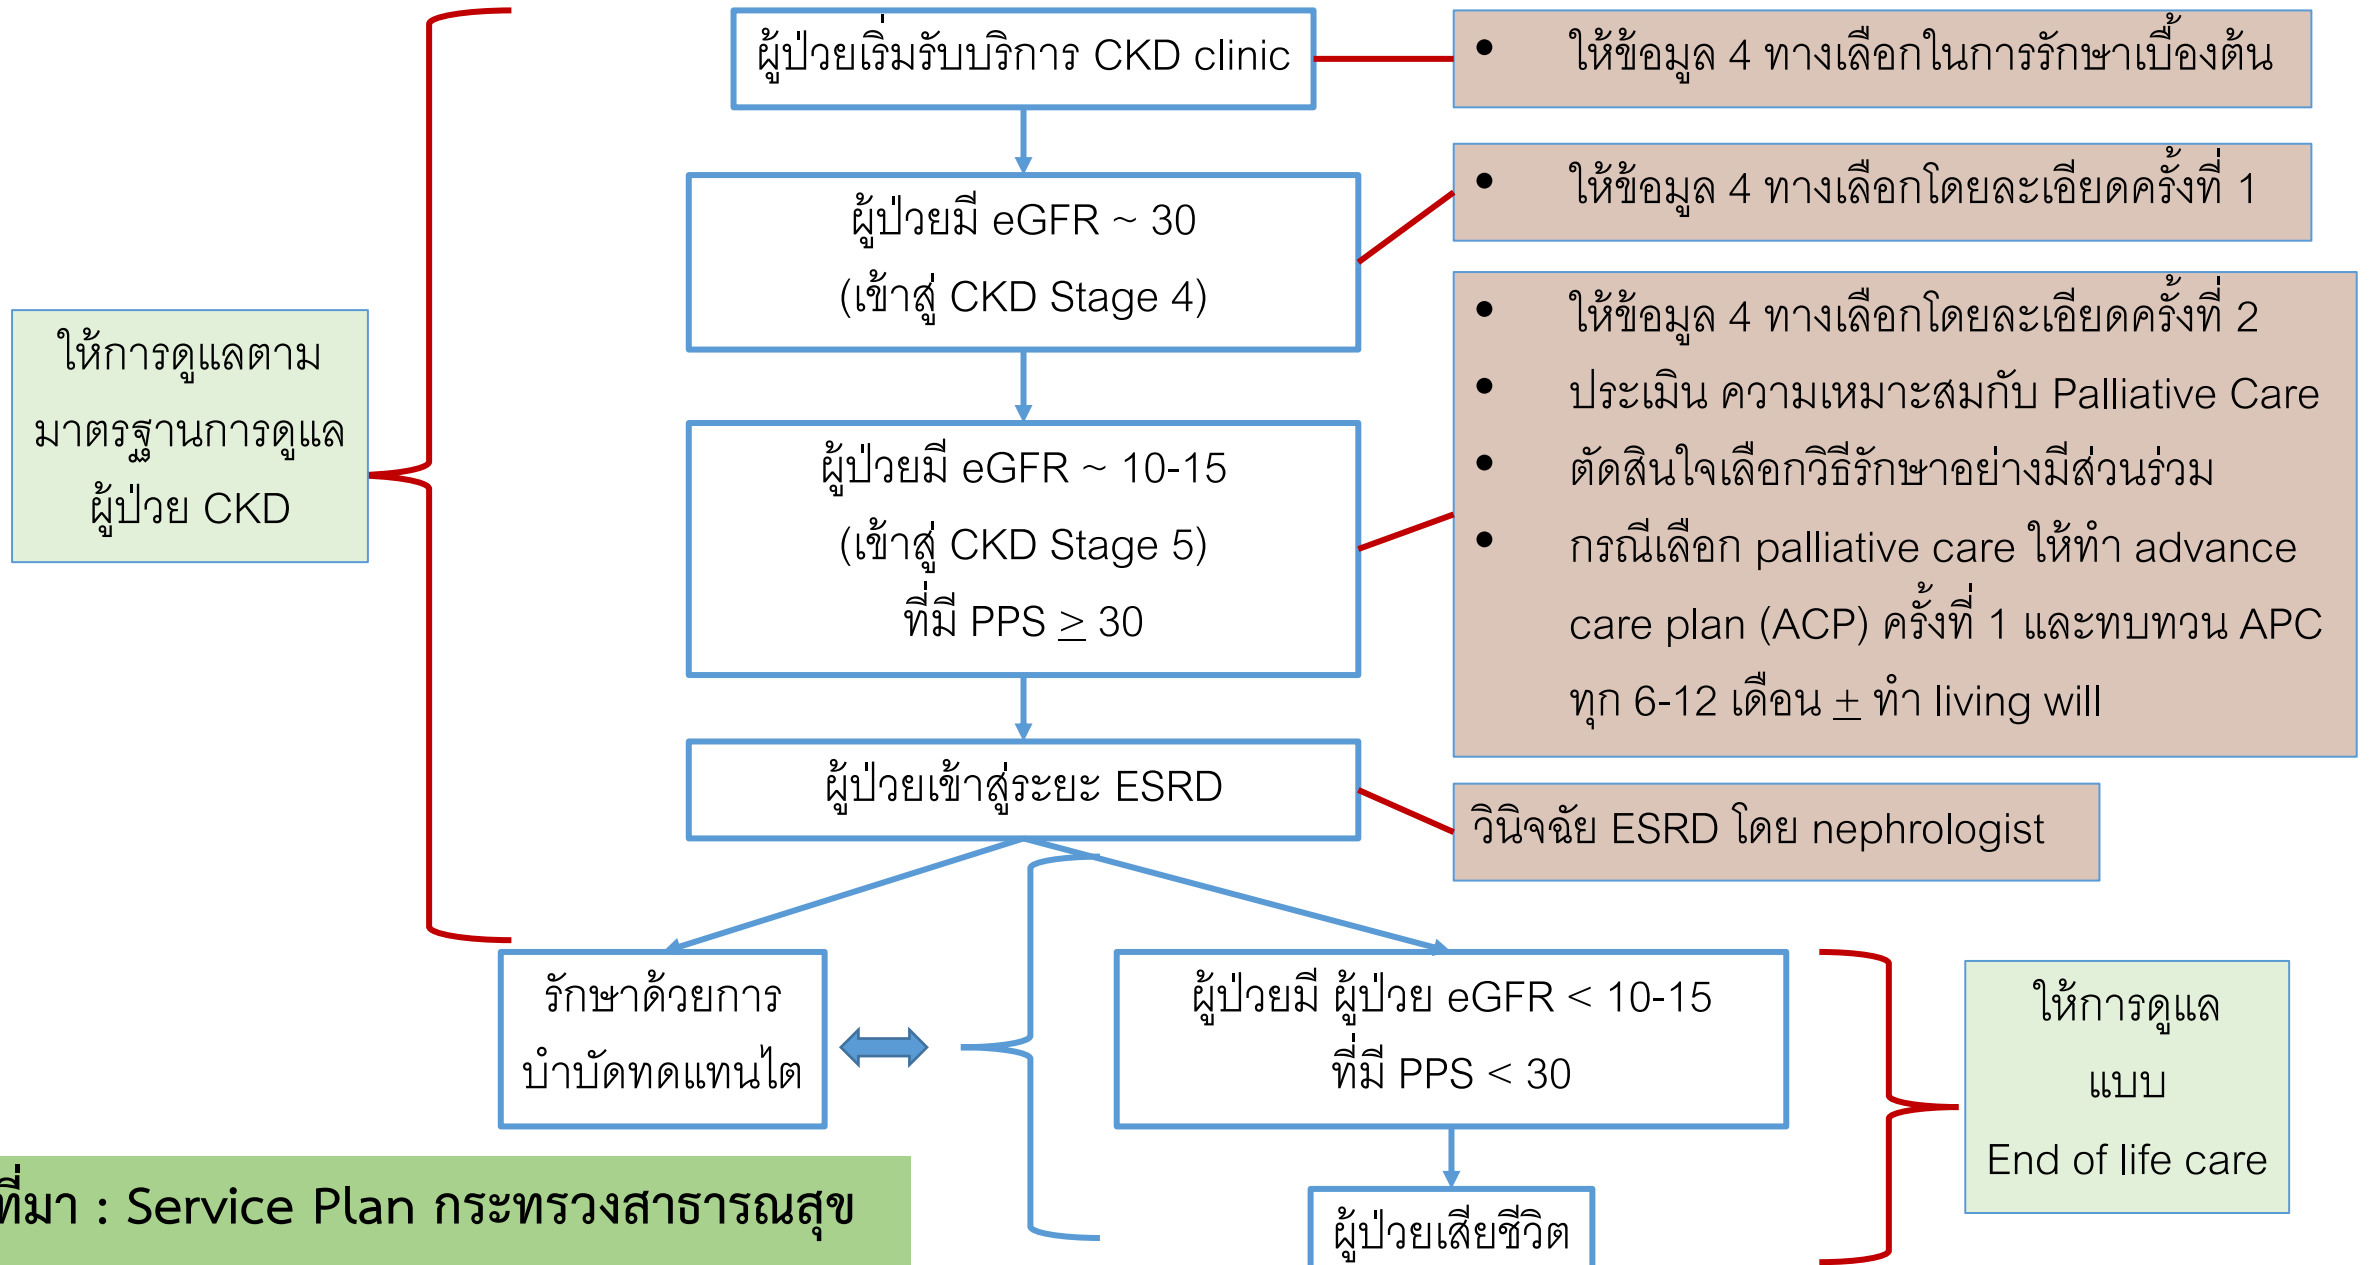 ผู้ป่วยเริ่มรับบริการ CKD clinic
• ให้ข้อมูล 4 ทางเลือกในการรักษาเบื้องต้น
ผู้ป่วยมี eGFR ~ 30
(เข้าสู่ CKD Stage 4)
• ให้ข้อมูล 4 ทางเลือกโดยละเอียดครั้งที่ 1
ให้การดูแลตาม
มาตรฐานการดูแล
ผู้ป่วย CKD
ผู้ป่วยมี eGFR ~ 10-15
(เข้าสู่ CKD Stage 5)
ที่มี PPS ≥ 30
• ให้ข้อมูล 4 ทางเลือกโดยละเอียดครั้งที่ 2
• ประเมิน ความเหมาะสมกับ Palliative Care
• ตัดสินใจเลือกวิธีรักษาอย่างมีส่วนร่วม
• กรณีเลือก palliative care ให้ทำ advance
care plan (ACP) ครั้งที่ 1 และทบทวน APC
ทุก 6-12 เดือน ± ทำ living will
ผู้ป่วยเข้าสู่ระยะ ESRD
วินิจฉัย ESRD โดย nephrologist
รักษาด้วยการ
บำบัดทดแทนไต
ผู้ป่วยมี ผู้ป่วย eGFR < 10-15
ที่มี PPS < 30
ให้การดูแล
แบบ
End of life care
ผู้ป่วยเสียชีวิต
ที่มา : Service Plan กระทรวงสาธารณสุข